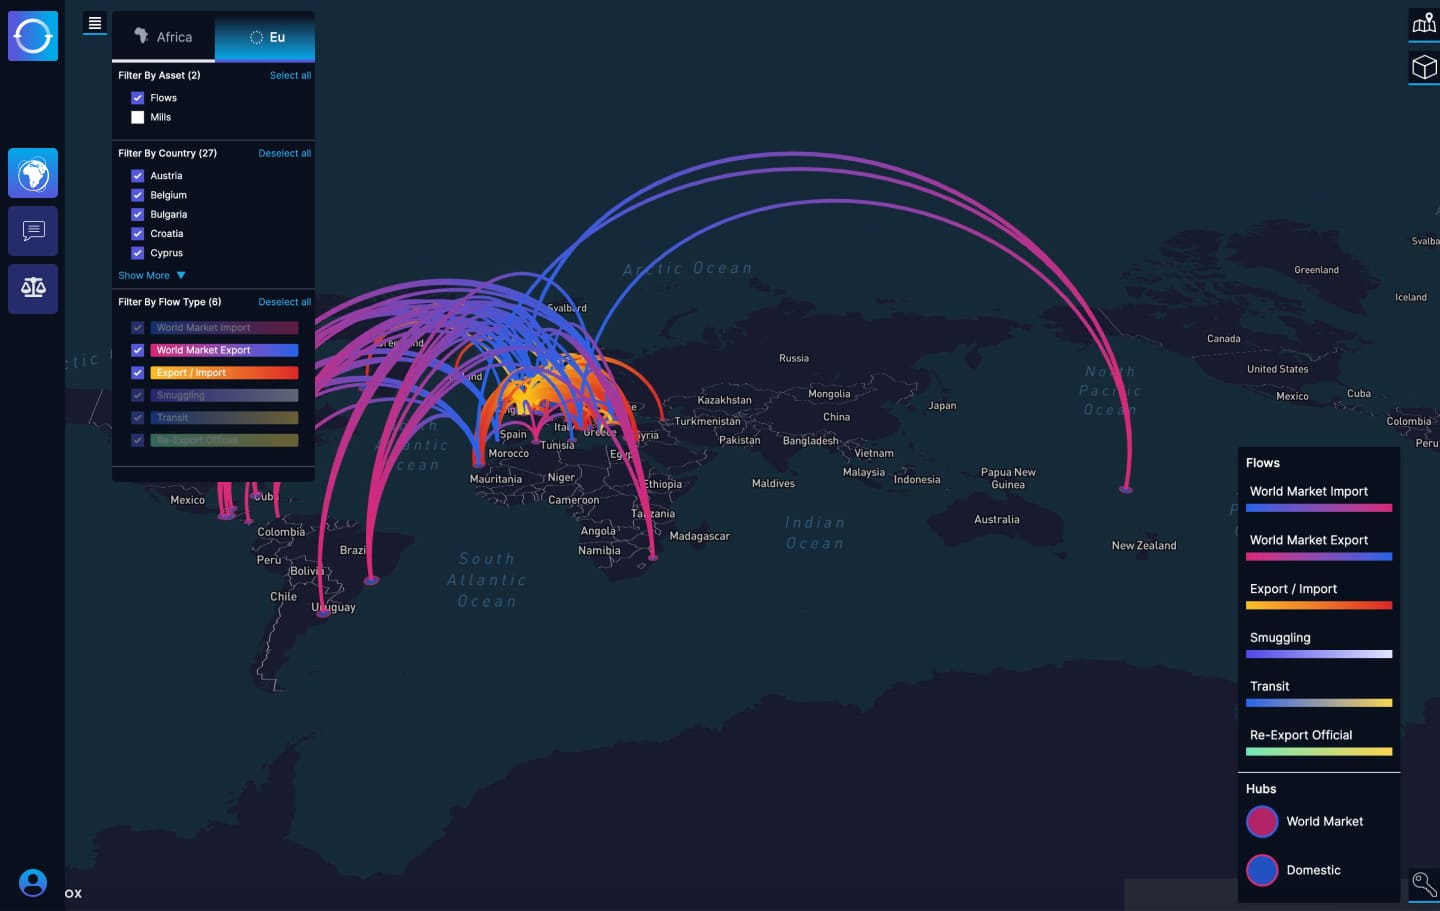 Africa
Eu
Filter By Asset (2)
Select all
Flows
Mills
Filter By Country (27)
Deselect all
Austria
Belgium
Bulgaria
Croatia
Cyprus
Show More
Filter By Flow Type (6)
Deselect all
World Market Import
World Market Export
Export / Import
Smuggling
Transit
Re-Export Official
Arctic Ocean
Svalbard
Russia
Kazakhstan
Mongolia
Turkmenistan
China
Japan
Pakistan
Bangladesh
Spain
Tunisia
Greece
Morocco
Vietnam
Malaysia
Indonesia
Papua New
Guinea
Mauritania
Niger
Ethiopia
Maldives
Cameroon
Tanzania
Angola
Namibia
Madagascar
Indian
Ocean
Australia
New Zealand
North
Pacific
Ocean
Mexico
Cuba
Colombia
Peru
Brazil
Bolivia
Chile
Uruguay
South
Atlantic
Ocean
Greenland
Iceland
Canada
United States
Mexico
Cuba
Colombia
Peru
Svalba
Flows
World Market Import
World Market Export
Export / Import
Smuggling
Transit
Re-Export Official
Hubs
World Market
Domestic
ox